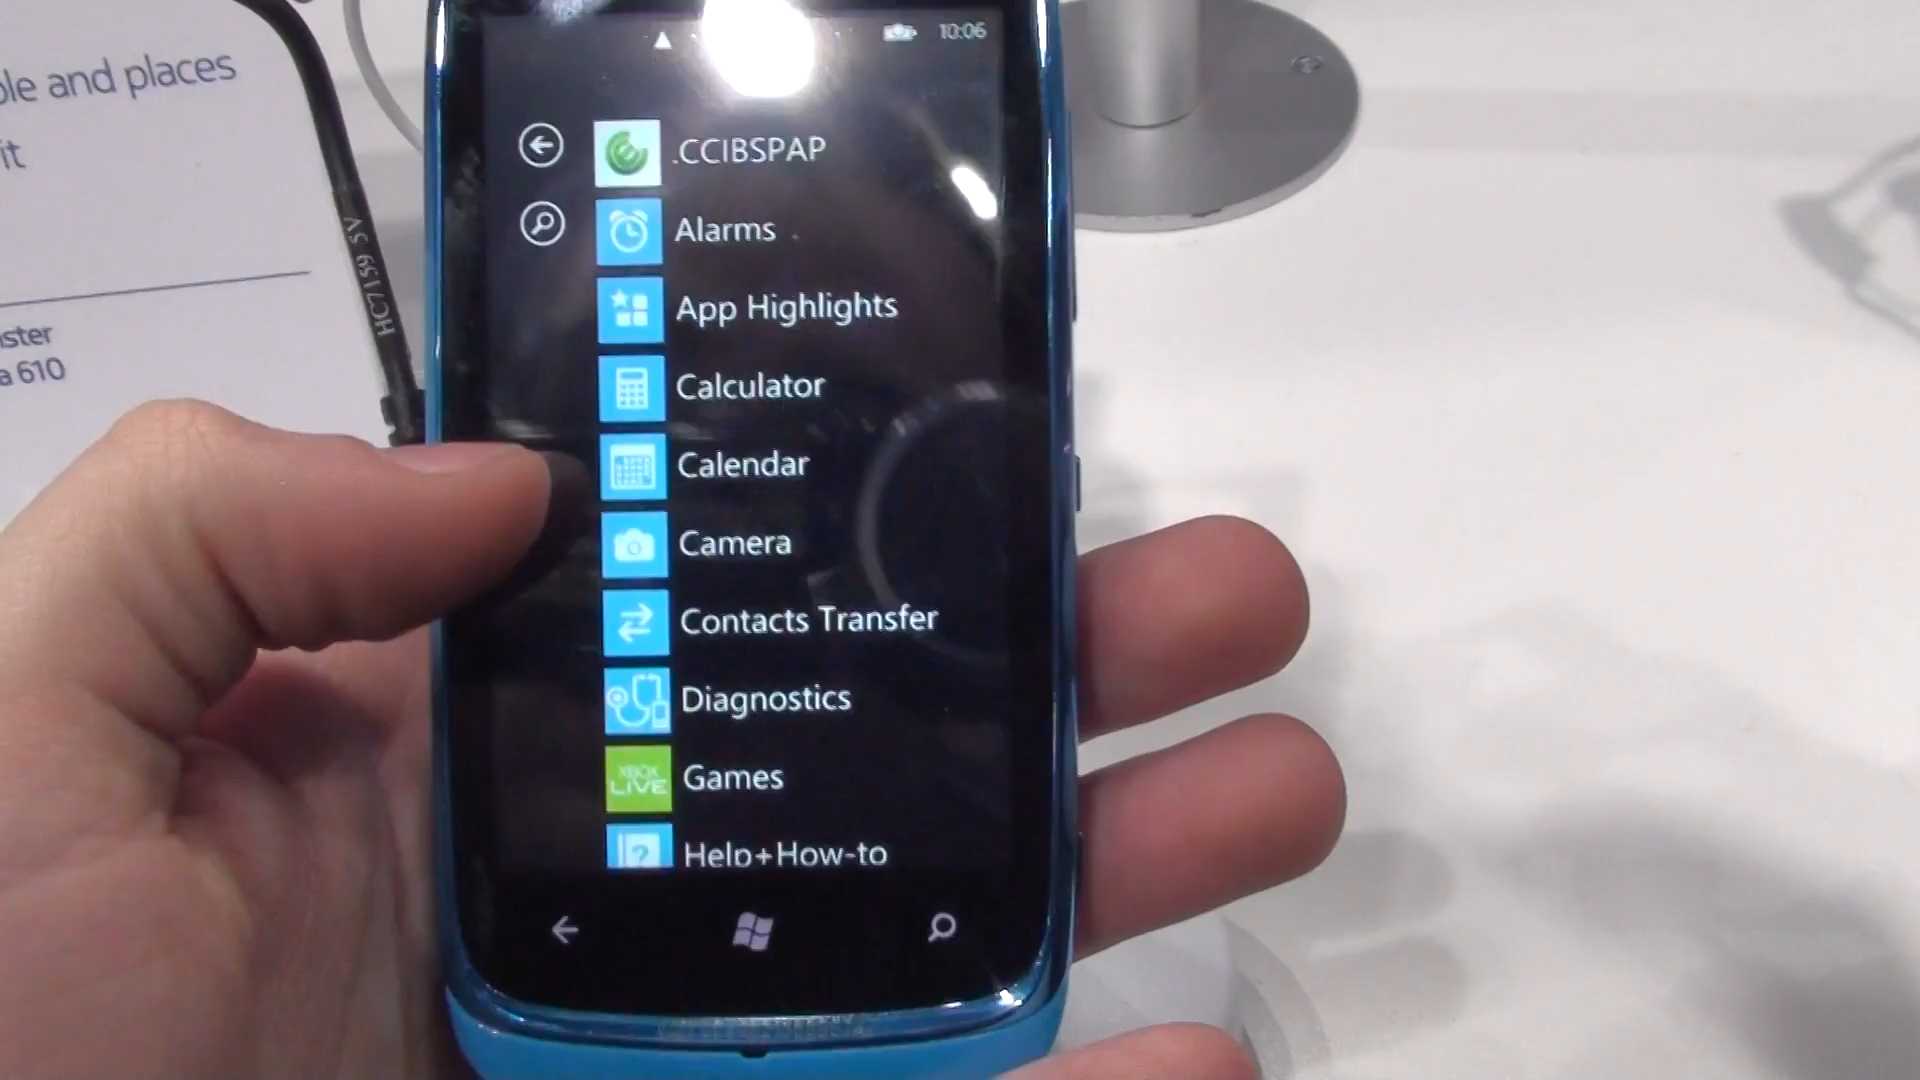 and places
it
ster
a 610
HC7159 5V
10:06
.CCIBSPAP
Alarms
App Highlights
Calculator
Calendar
Camera
Contacts Transfer
Diagnostics
XBOX
LIVE
Games
?
Help+How-to